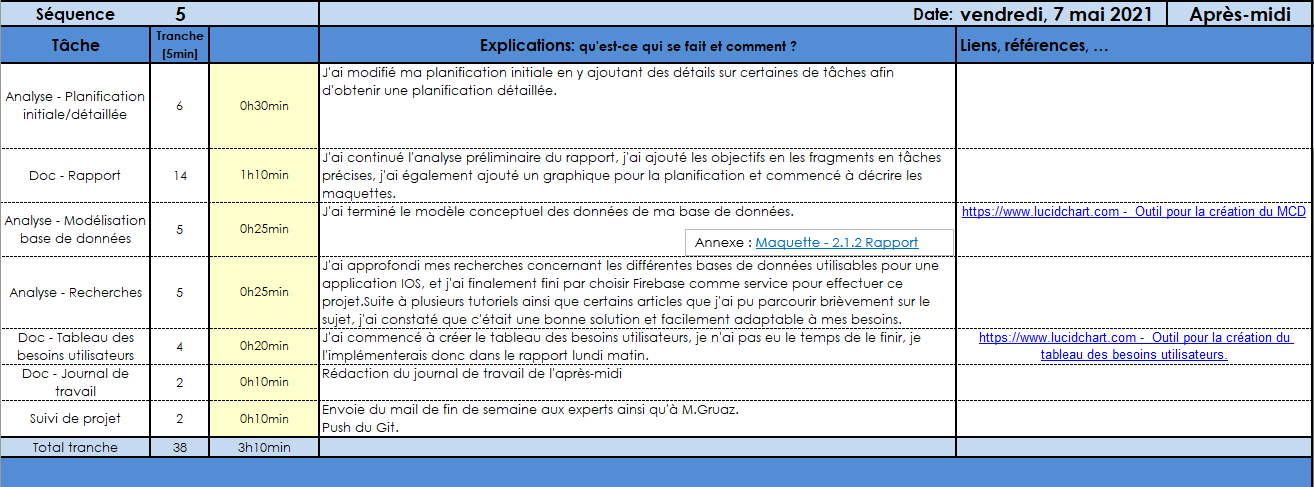 Séquence 5 Date: vendredi, 7 mai 2021 Après-midi
Tâche Tranche [5min] Explications: qu'est-ce qui se fait et comment ? Liens, références, …
Analyse - Planification
initiale/détaillée
6
0h30min
J'ai modifié ma planification initiale en y ajoutant des détails sur certaines de tâches afin
d'obtenir une planification détaillée.
Doc - Rapport
14
1h10min
J'ai continué l'analyse préliminaire du rapport, j'ai ajouté les objectifs en les fragments en tâches
précises, j'ai également ajouté un graphique pour la planification et commencé à décrire les
maquettes.
Analyse - Modélisation
base de données
5
0h25min
J'ai terminé le modèle conceptuel des données de ma base de données.
Annexe : Maquette - 2.1.2 Rapport
https://www.lucidchart.com - Outil pour la création du MCD
Analyse - Recherches
5
0h25min
J'ai approfondi mes recherches concernant les différentes bases de données utilisables pour une
application IOS, et j'ai finalement fini par choisir Firebase comme service pour effectuer ce
projet.Suite à plusieurs tutoriels ainsi que certains articles que j'ai pu parcourir brièvement sur le
sujet, j'ai constaté que c'était une bonne solution et facilement adaptable à mes besoins.
Doc - Tableau des
besoins utilisateurs
4
0h20min
J'ai commencé à créer le tableau des besoins utilisateurs, je n'ai pas eu le temps de le finir, je
l'implémenterais donc dans le rapport lundi matin.
https://www.lucidchart.com - Outil pour la création du
tableau des besoins utilisateurs.
Doc - Journal de
travail
2
0h10min
Rédaction du journal de travail de l'après-midi
Suivi de projet
2
0h10min
Envoie du mail de fin de semaine aux experts ainsi qu'à M.Gruaz.
Push du Git.
Total tranche 38 3h10min